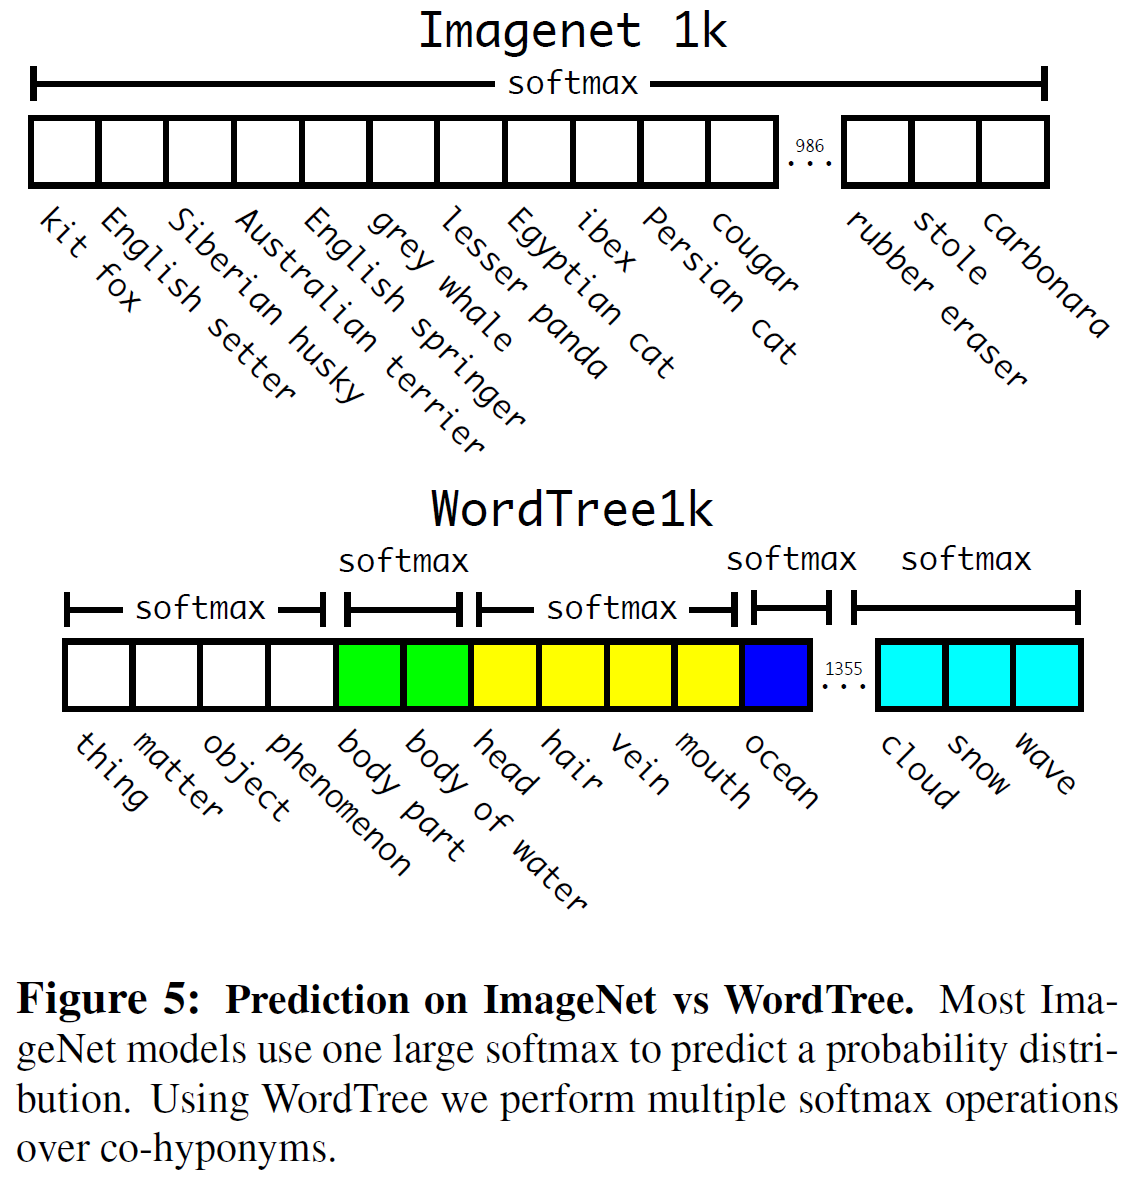 Imagenet 1k
softmax
986
...
kit fox
English setter
Siberian husky
Australian terrier
English springer
grey whale
lesser panda
Egyptian cat
ibex
Persian cat
cougar
rubber eraser
stole
carbonara
WordTree1k
softmax
softmax
softmax
softmax
softmax
1355
...
thing
matter
object
phenomenon
body part
body of water
head
hair
vein
mouth
ocean
cloud
snow
wave
Figure 5: Prediction on ImageNet vs WordTree. Most Im-
ageNet models use one large softmax to predict a probability distri-
bution. Using WordTree we perform multiple softmax operations
over co-hyponyms.